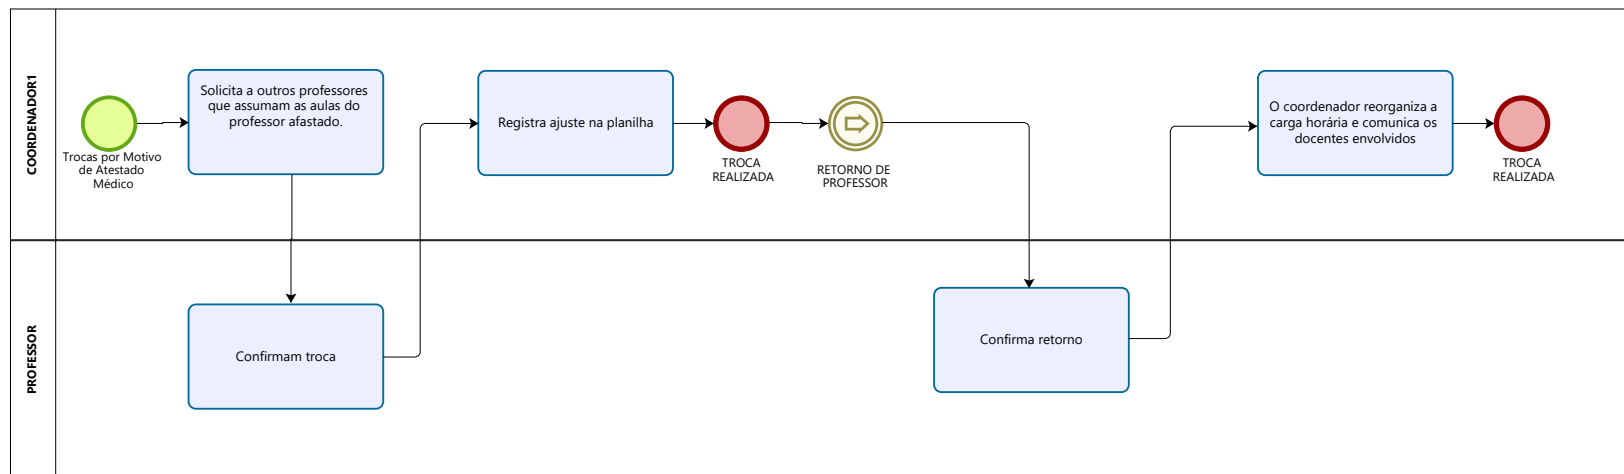 COORDENADOR1
Trocas por Motivo
de Atestado
Médico
Solicita a outros professores
que assumam as aulas do
professor afastado.
Registra ajuste na planilha
TROCA
REALIZADA
RETORNO DE
PROFESSOR
O coordenador reorganiza a
carga horária e comunica os
docentes envolvidos
TROCA
REALIZADA
PROFESSOR
Confirmam troca
Confirma retorno